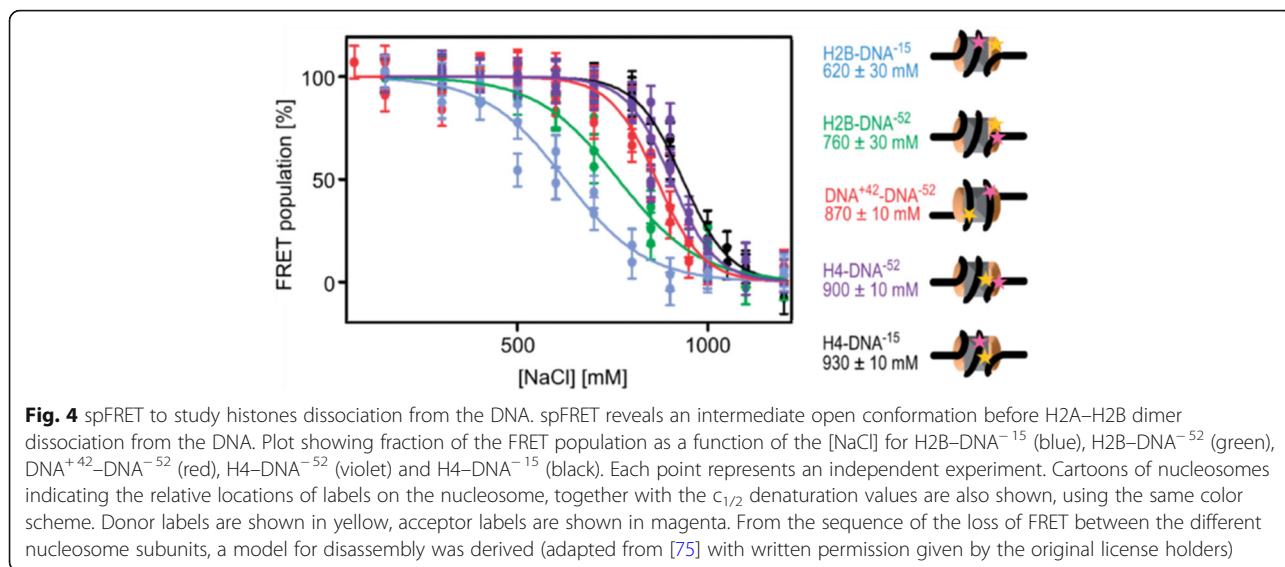 FRET population [%]
100
50
0
500
1000
[NaCl] [mM]
H2B-DNA⁻¹⁵
620 ± 30 mM
H2B-DNA⁻⁵²
760 ± 30 mM
DNA⁺⁴²-DNA⁻⁵²
870 ± 10 mM
H4-DNA⁻⁵²
900 ± 10 mM
H4-DNA⁻¹⁵
930 ± 10 mM
Fig. 4 spFRET to study histones dissociation from the DNA. spFRET reveals an intermediate open conformation before H2A–H2B dimer
dissociation from the DNA. Plot showing fraction of the FRET population as a function of the [NaCl] for H2B–DNA⁻ ¹⁵ (blue), H2B–DNA⁻ ⁵² (green),
DNA⁺ ⁴²–DNA⁻ ⁵² (red), H4–DNA⁻ ⁵² (violet) and H4–DNA⁻ ¹⁵ (black). Each point represents an independent experiment. Cartoons of nucleosomes
indicating the relative locations of labels on the nucleosome, together with the c₁/₂ denaturation values are also shown, using the same color
scheme. Donor labels are shown in yellow, acceptor labels are shown in magenta. From the sequence of the loss of FRET between the different
nucleosome subunits, a model for disassembly was derived (adapted from [75] with written permission given by the original license holders)